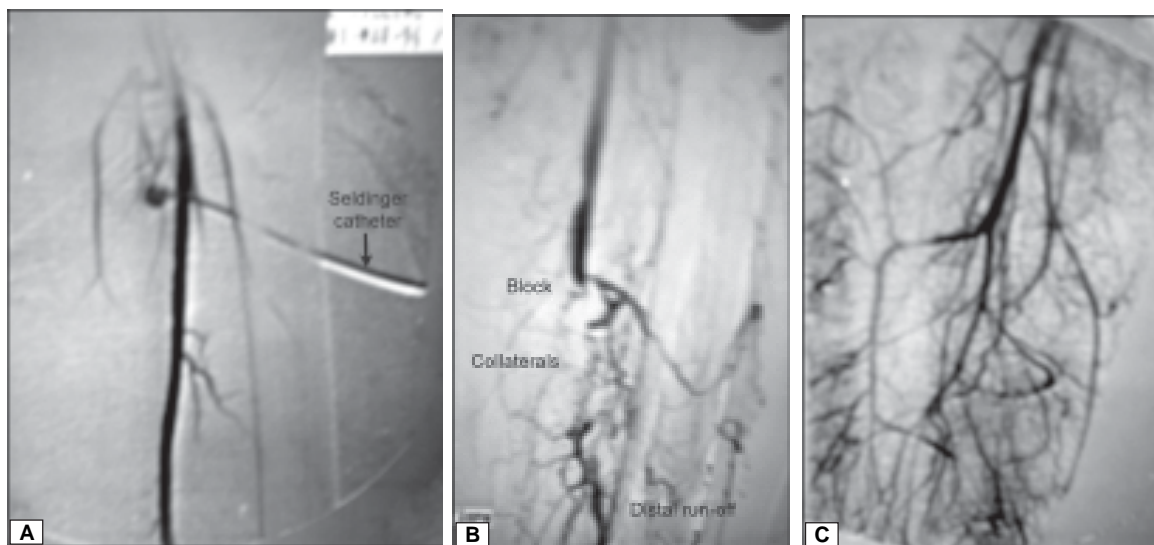 Seldinger
catheter
Block
Collaterals
Distal run-off
A
B
C